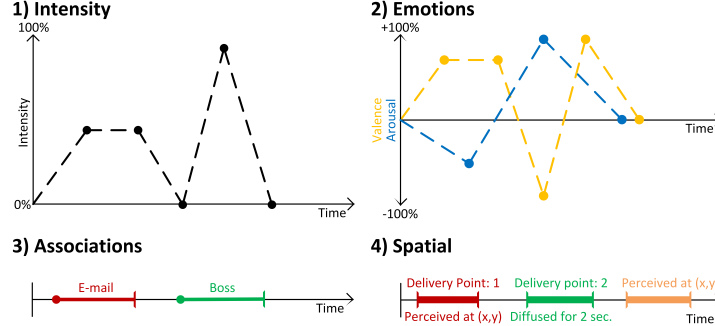 1) Intensity
100%
Intensity
0%
Time
2) Emotions
+100%
Valence
Arousal
Time
-100%
3) Associations
E-mail
Boss
Time
4) Spatial
Delivery Point: 1
Delivery point: 2
Perceived at (x,y
Perceived at (x,y)
Diffused for 2 sec.
Time